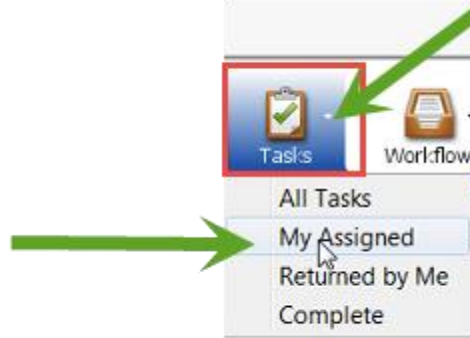 Tasks
Workflow
All Tasks
My Assigned
Returned by Me
Complete